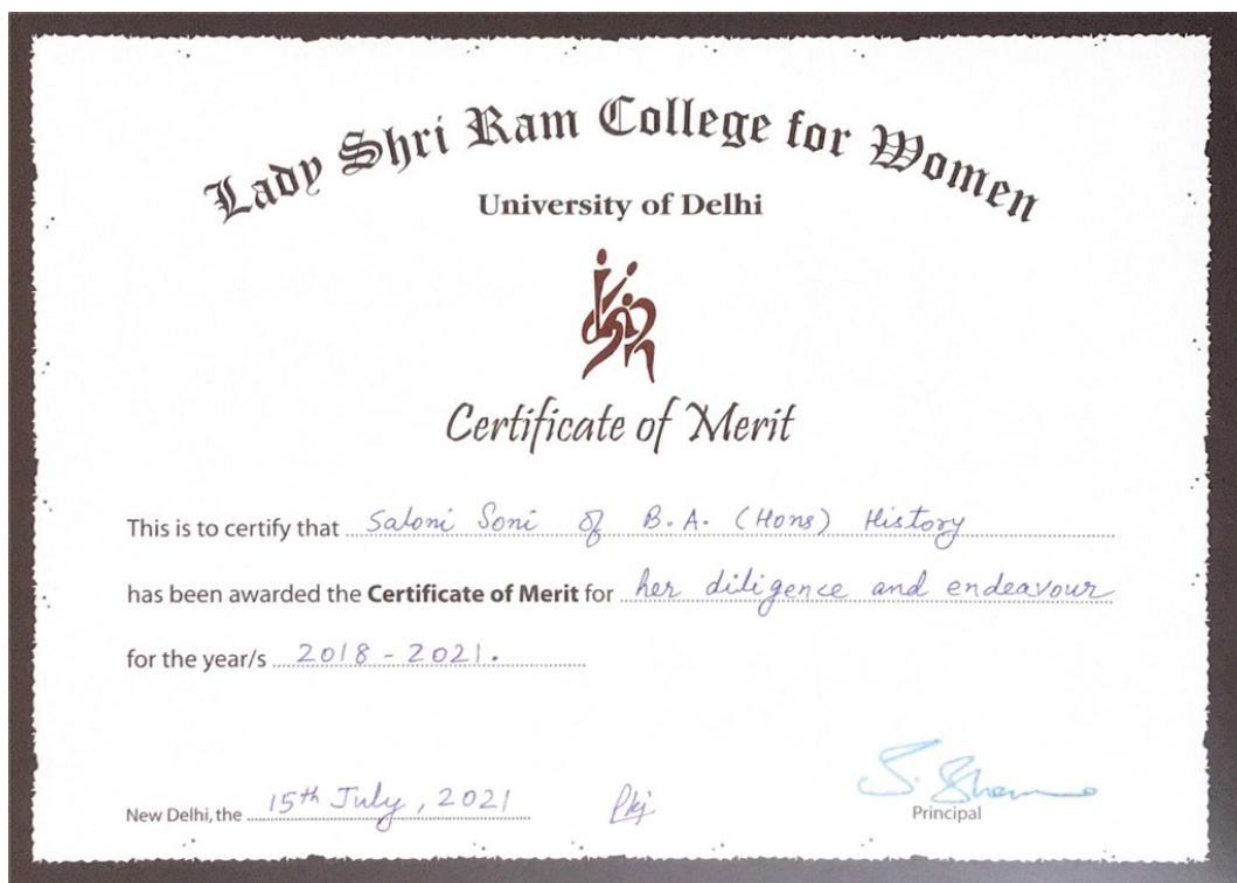 Lady Shri Ram College for Women
University of Delhi
Certificate of Merit
This is to certify that Saloni Soni of B.A. (Hons) History
has been awarded the Certificate of Merit for her diligence and endeavour
for the year/s 2018 - 2021.
New Delhi, the 15th July, 2021
Principal